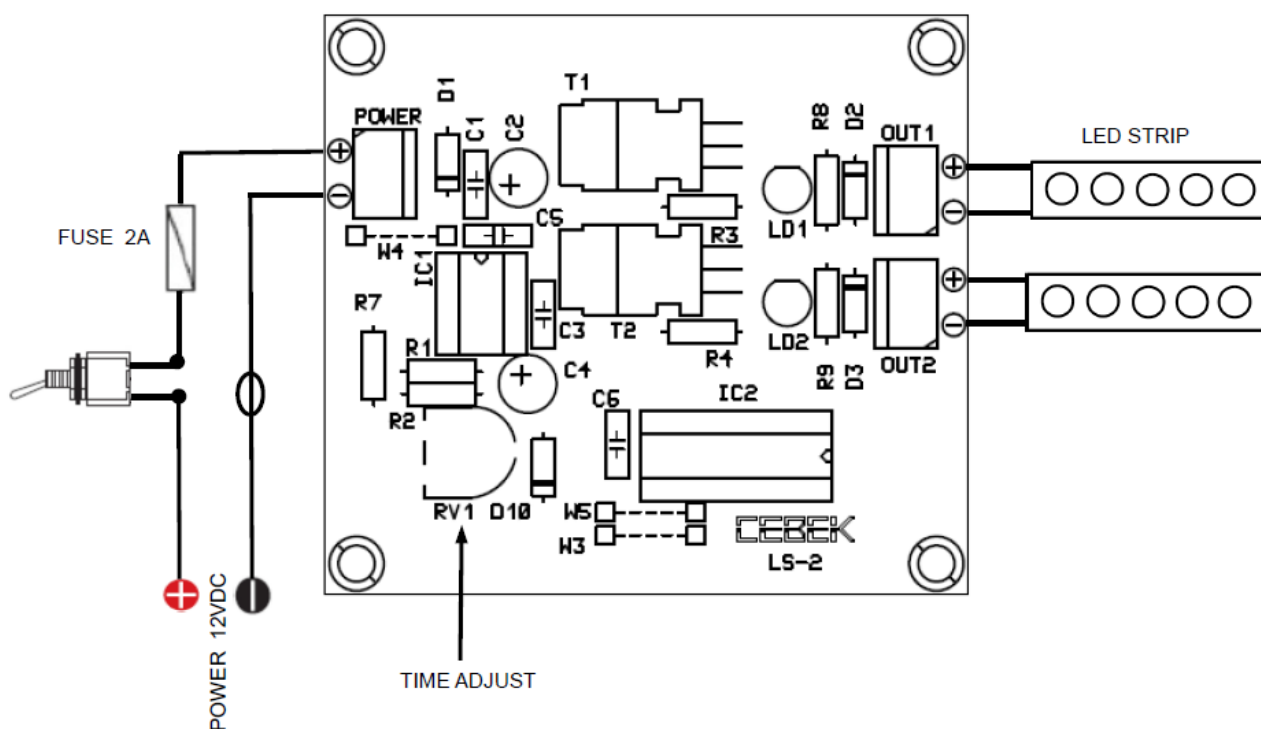 T1
D1
POWER
C1
C2
R8
D2
OUT1
LED STRIP
+
+
+
−
−
FUSE 2A
C5
R3
LD1
W4
IC1
+
R7
C3
T2
−
R1
R4
LD2
OUT2
+
C4
R9
D3
R2
C6
IC2
RV1
D10
W5
W3
CEBEK
LS-2
+
−
POWER 12VDC
TIME ADJUST